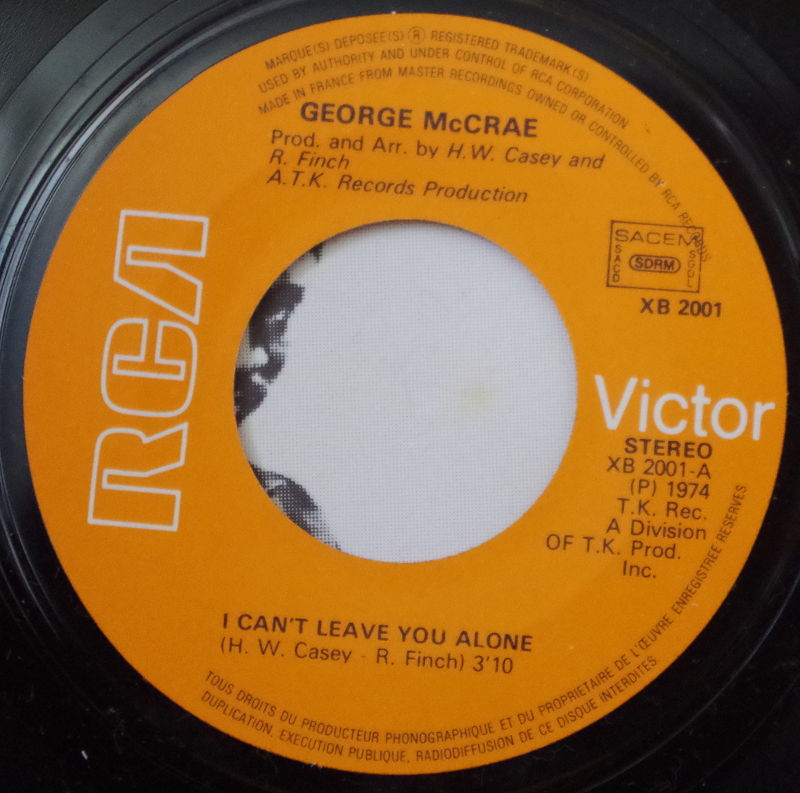 MARQUE(S) DEPOSEE(S) ® REGISTERED TRADEMARK(S)
USED BY AUTHORITY AND UNDER CONTROL OF RCA CORPORATION
MADE IN FRANCE FROM MASTER RECORDINGS OWNED OR CONTROLLED BY RCA RECORDS
GEORGE McCRAE
Prod. and Arr. by H.W. Casey and
R. Finch
A.T.K. Records Production
RCA
SACEM
SACD
SDRM
SGDL
XB 2001
Victor
STEREO
XB 2001-A
(P) 1974
T.K. Rec.
A Division
OF T.K. Prod.
Inc.
I CAN'T LEAVE YOU ALONE
(H. W. Casey - R. Finch) 3'10
TOUS DROITS DU PRODUCTEUR PHONOGRAPHIQUE ET DU PROPRIETAIRE DE L'ŒUVRE ENREGISTREE RESERVES
DUPLICATION, EXECUTION PUBLIQUE, RADIODIFFUSION DE CE DISQUE INTERDITES.